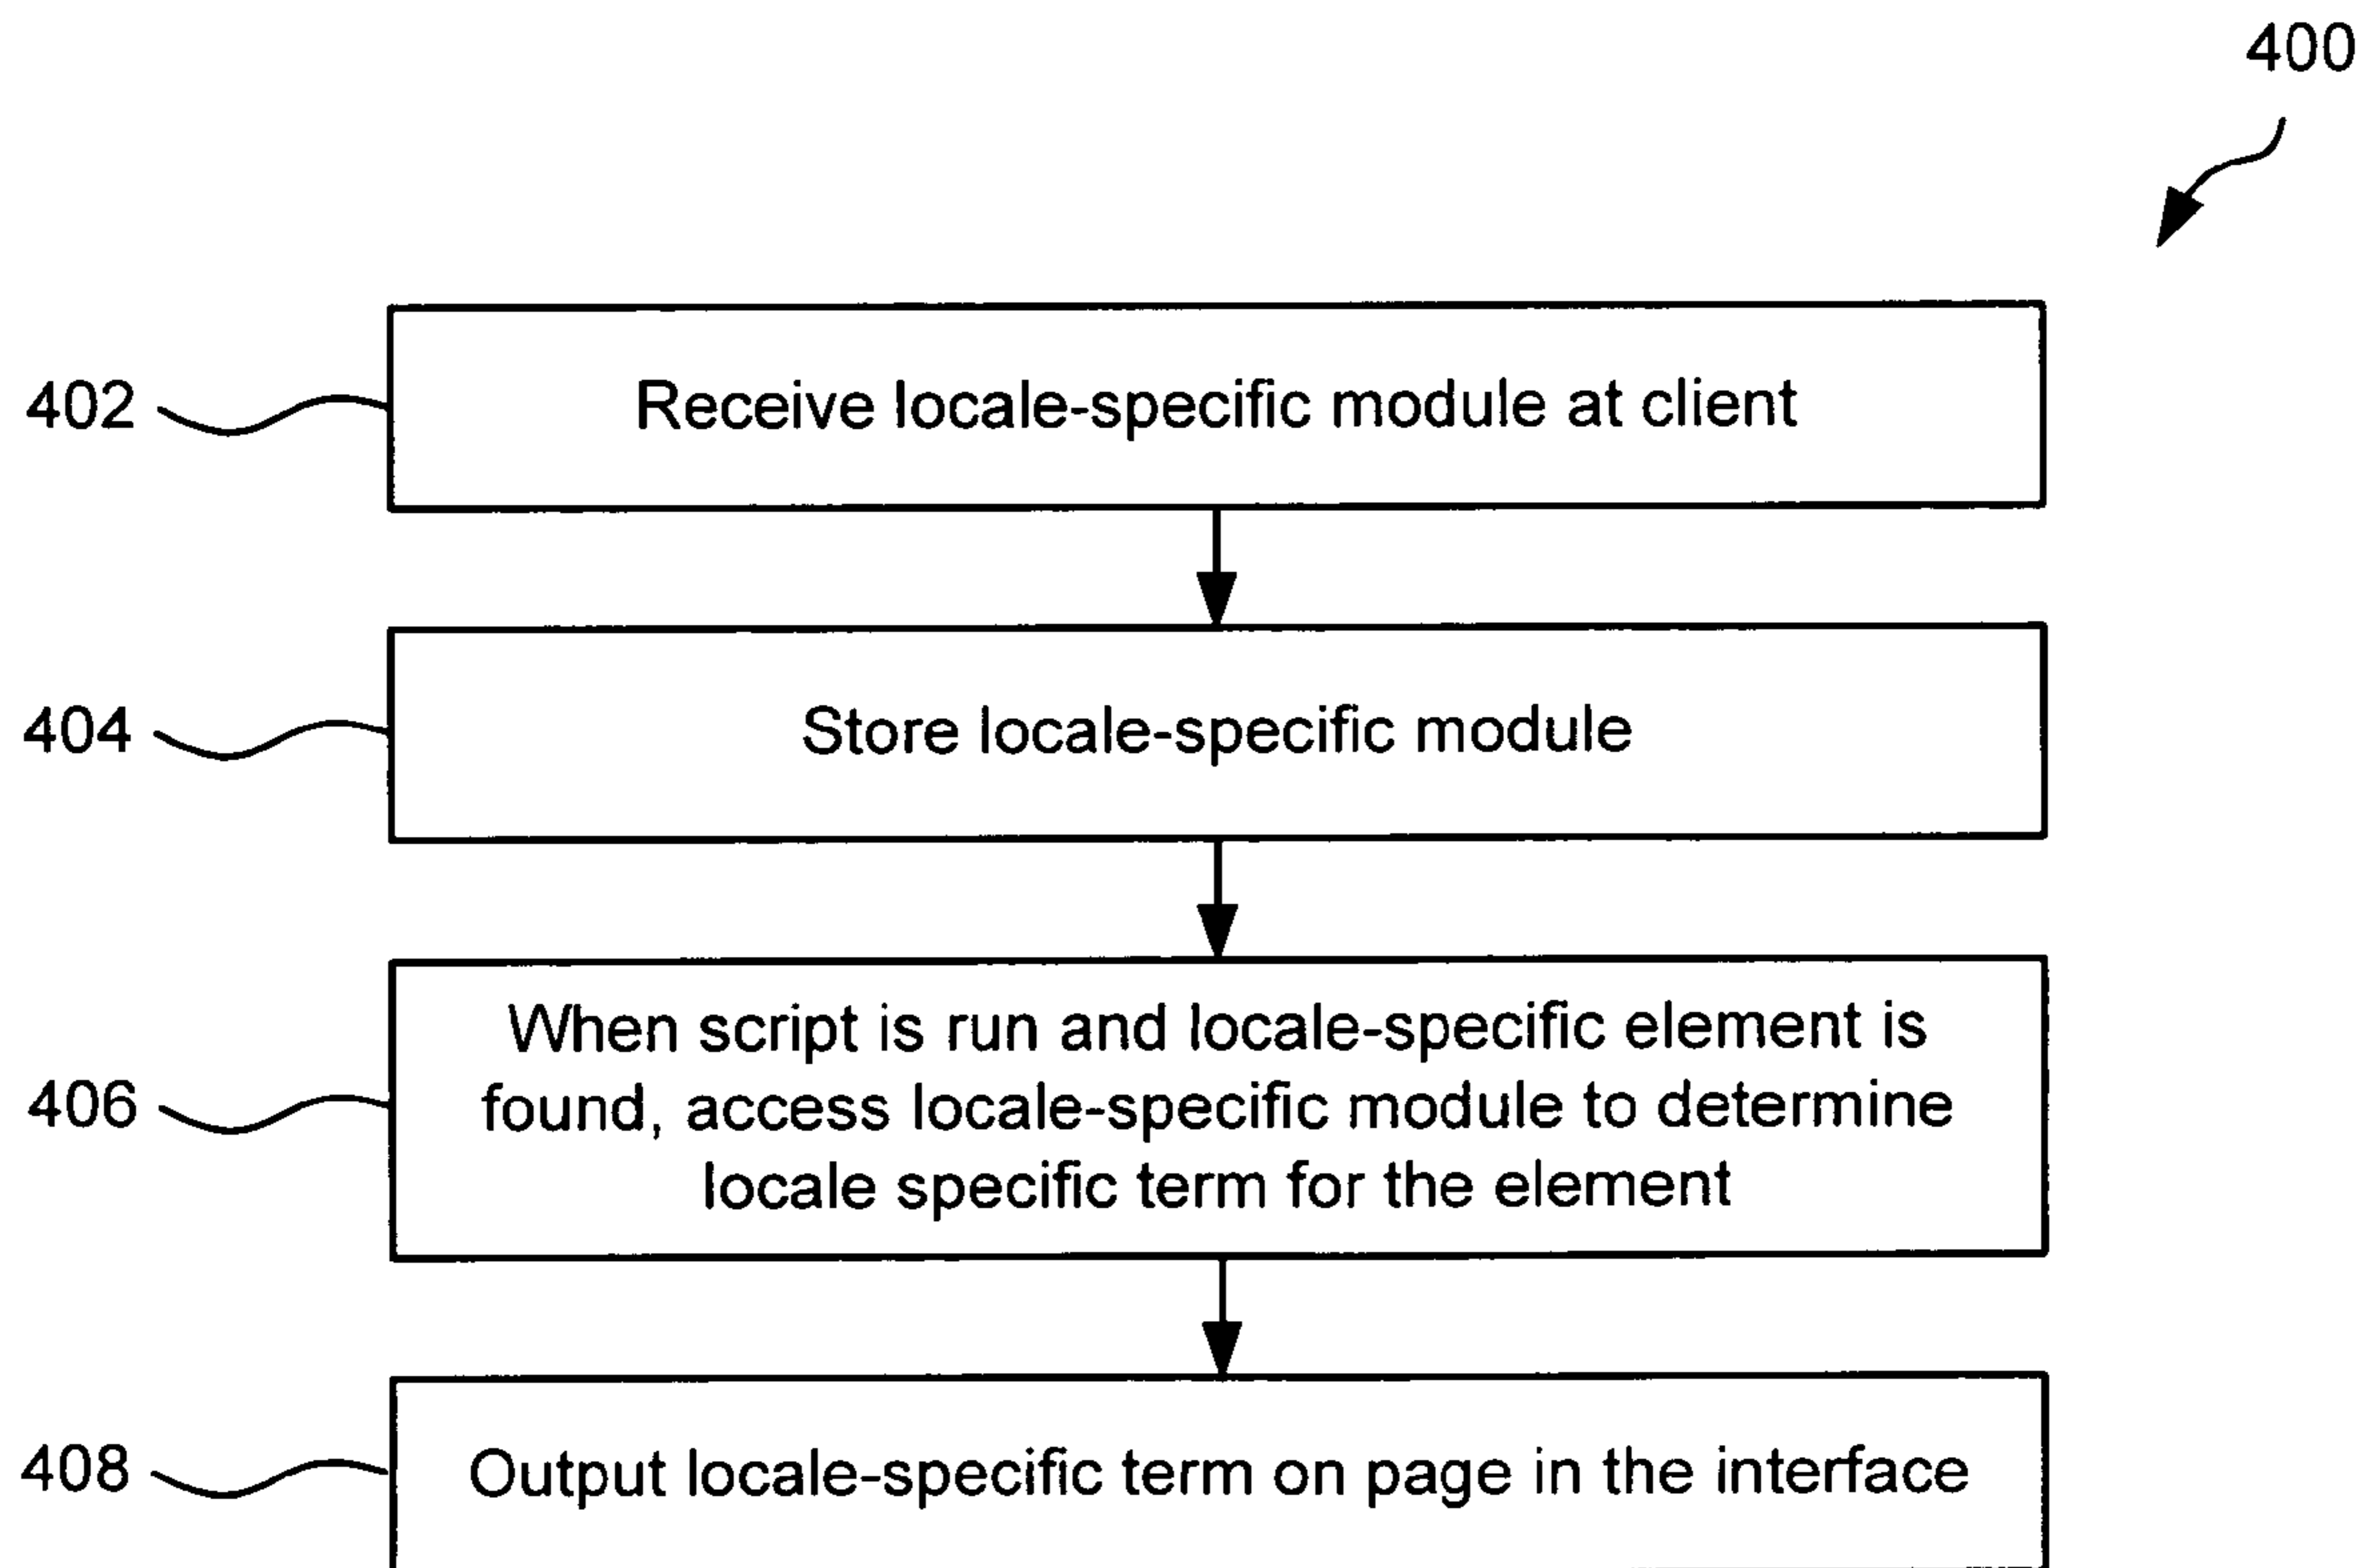 400
402
Receive locale-specific module at client
404
Store locale-specific module
406
When script is run and locale-specific element is
found, access locale-specific module to determine
locale specific term for the element
408
Output locale-specific term on page in the interface